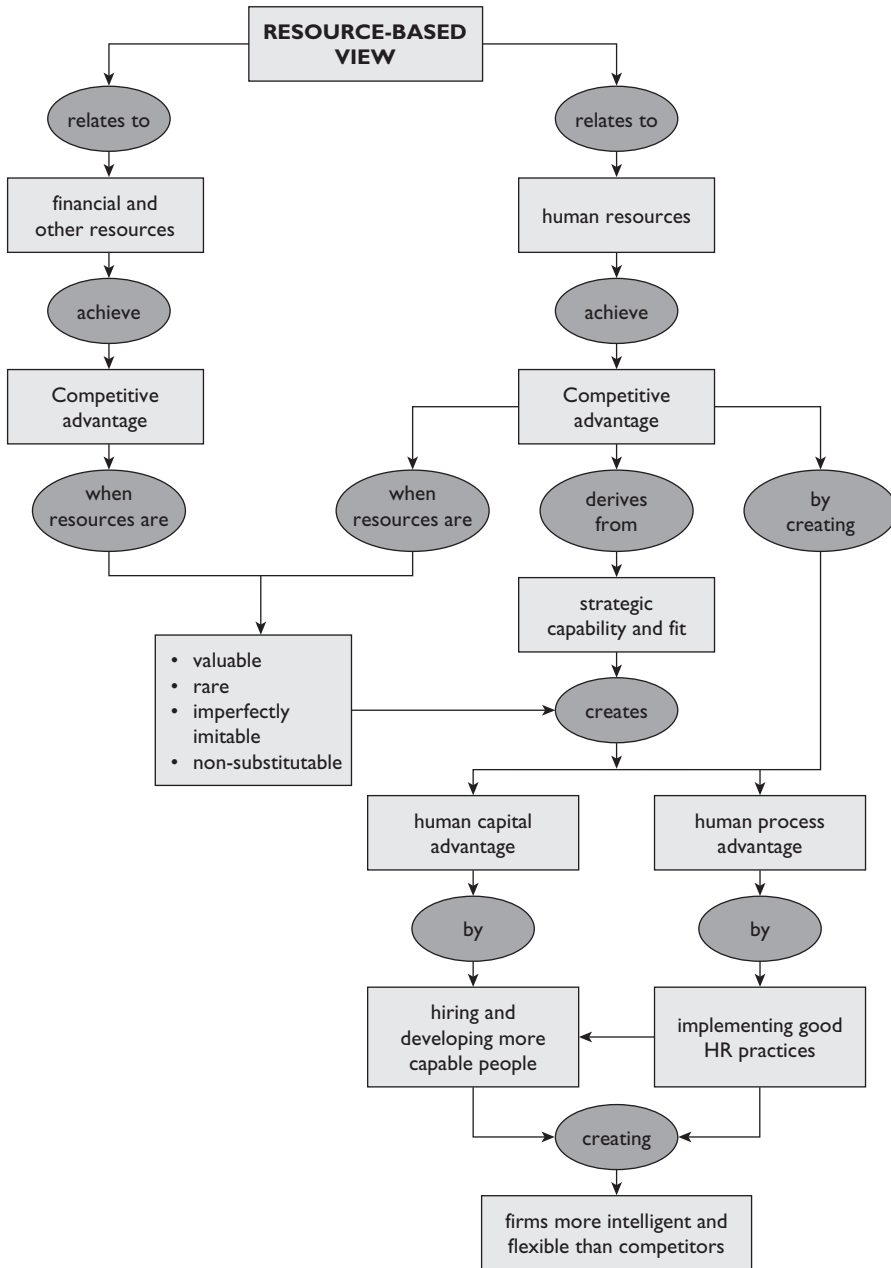 RESOURCE-BASED
VIEW
relates to
relates to
financial and
other resources
human resources
achieve
achieve
Competitive
advantage
Competitive
advantage
when
resources are
when
resources are
derives
from
by
creating
strategic
capability and fit
• valuable
• rare
• imperfectly
imitable
• non-substitutable
creates
human capital
advantage
human process
advantage
by
by
hiring and
developing more
capable people
implementing good
HR practices
creating
firms more intelligent and
flexible than competitors